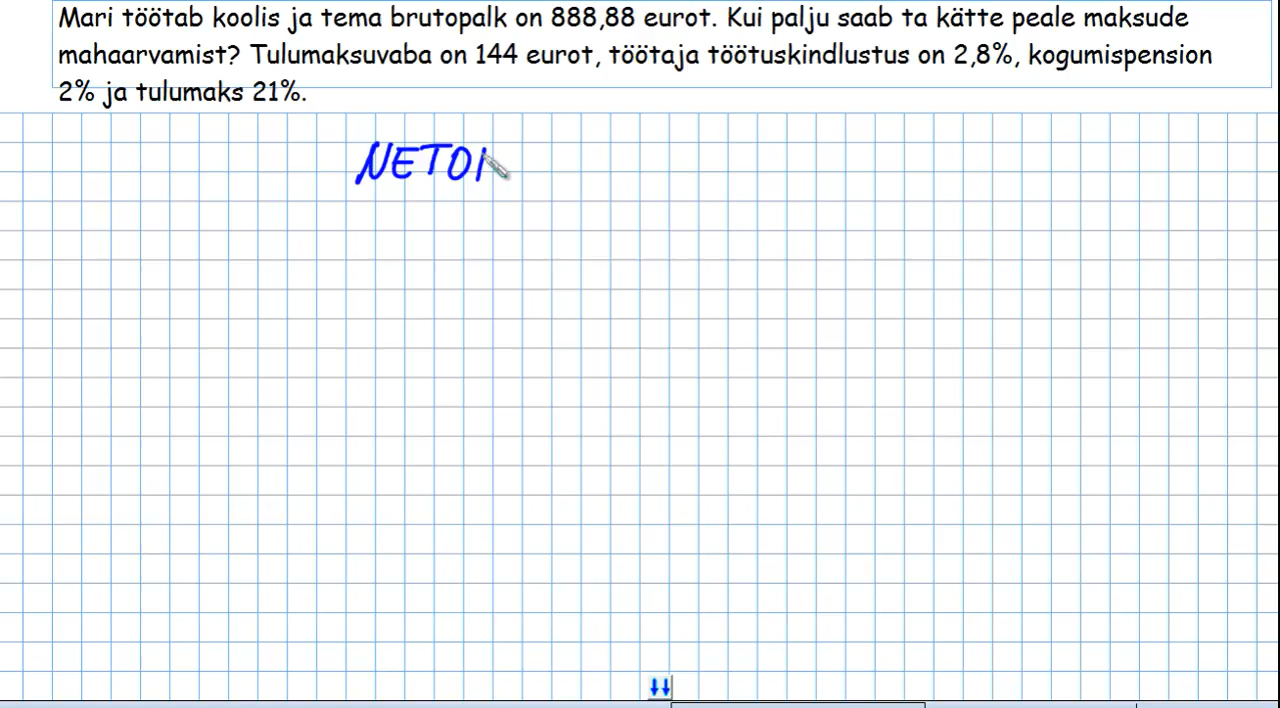 Mari töötab koolis ja tema brutopalk on 888,88 eurot. Kui palju saab ta kätte peale maksude
mahaarvamist? Tulumaksuvaba on 144 eurot, töötaja töötuskindlustus on 2,8%, kogumispension
2% ja tulumaks 21%.
NETOI